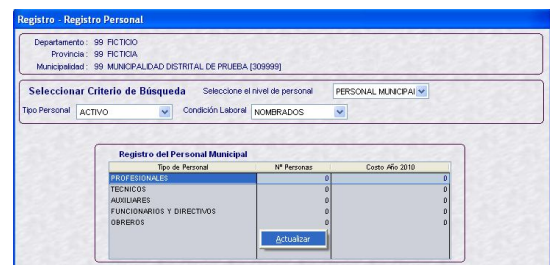 Registro - Registro Personal
Departamento : 99 FICTICIO
Provincia : 99 FICTICIA
Municipalidad : 99 MUNICIPALIDAD DISTRITAL DE PRUEBA [309999]
Seleccionar Criterio de Búsqueda Seleccione el nivel de personal PERSONAL MUNICIPAI
Tipo Personal ACTIVO Condición Laboral NOMBRADOS
Registro del Personal Municipal
Tipo de Personal Nº Personas Costo Año 2010
PROFESIONALES 0 0
TECNICOS 0 0
AUXILIARES 0 0
FUNCIONARIOS Y DIRECTIVOS 0 0
OBREROS 0 0
Actualizar